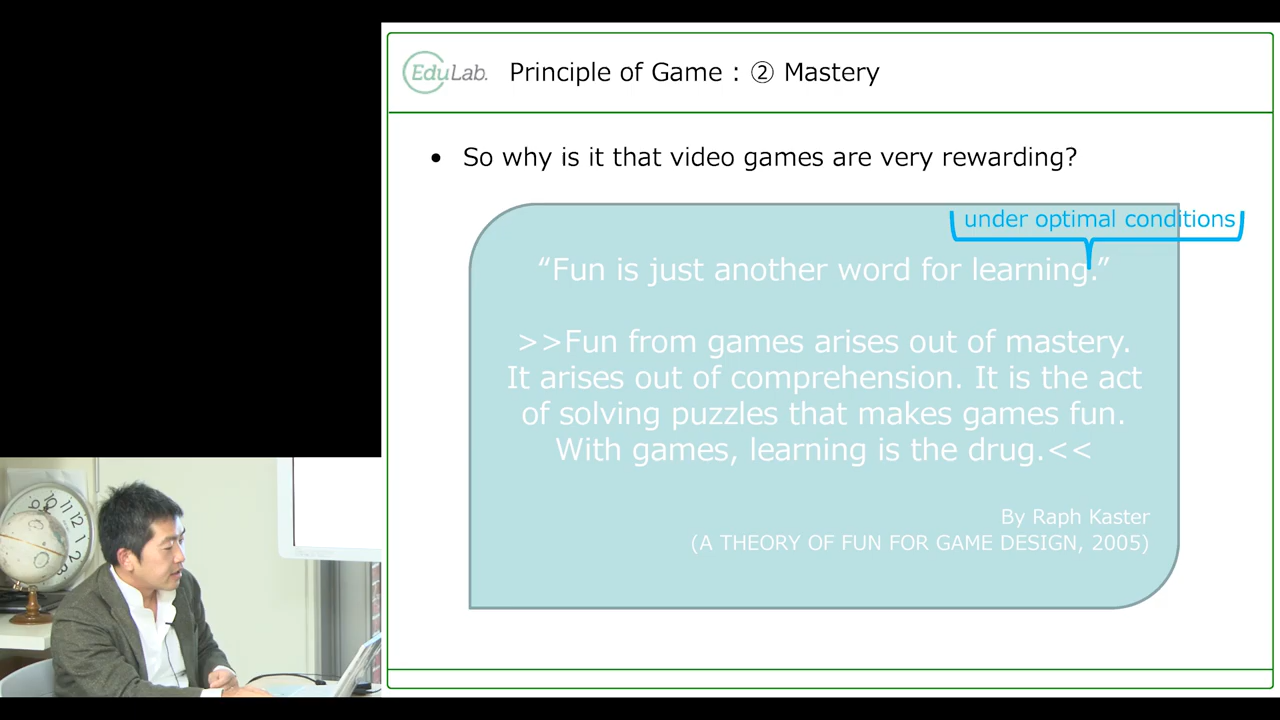 EduLab.
Principle of Game : ② Mastery
• So why is it that video games are very rewarding?
under optimal conditions
“Fun is just another word for learning.”
>>Fun from games arises out of mastery.
It arises out of comprehension. It is the act
of solving puzzles that makes games fun.
With games, learning is the drug.<<
By Raph Kaster
(A THEORY OF FUN FOR GAME DESIGN, 2005)